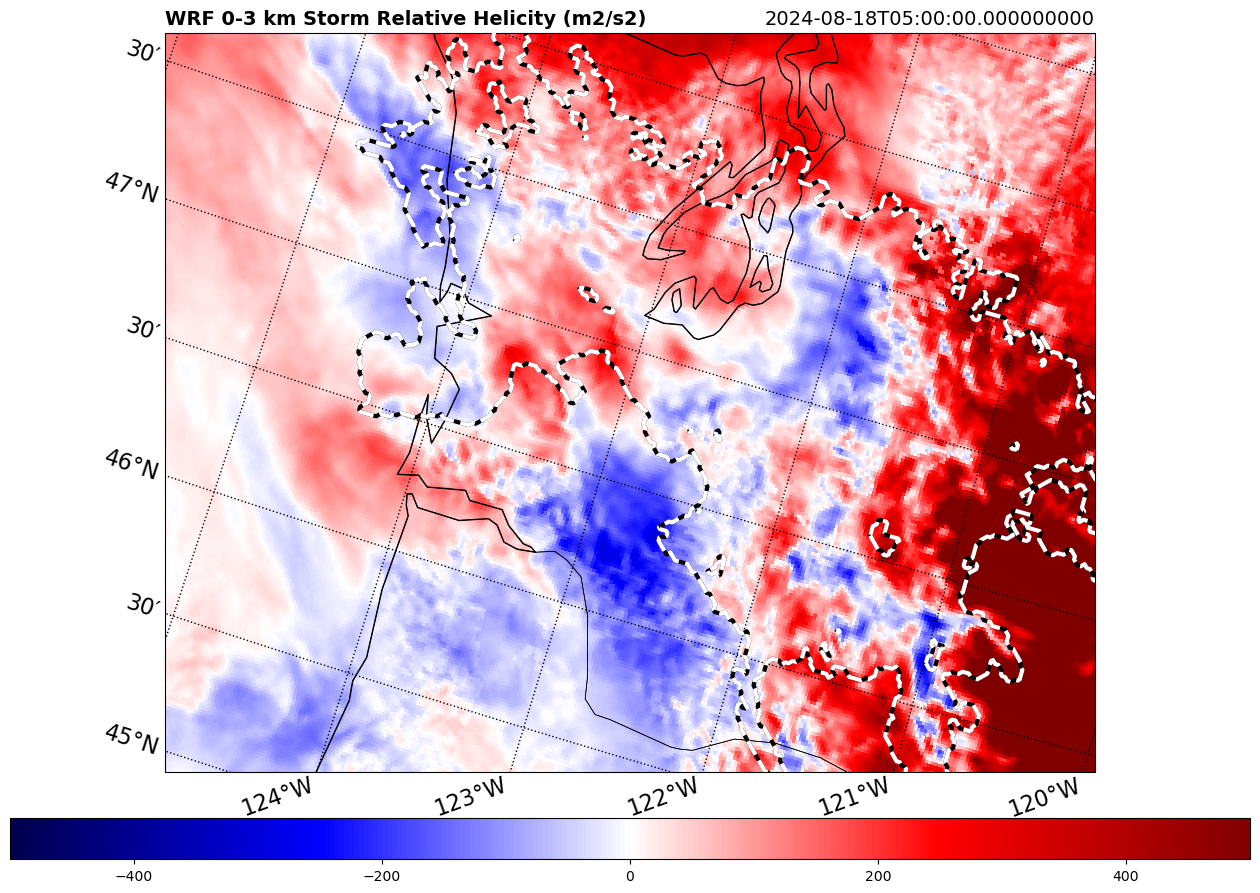 WRF 0-3 km Storm Relative Helicity (m2/s2) 2024-08-18T05:00:00.000000000
30′
47°N
30′
46°N
30′
45°N
124°W 123°W 122°W 121°W 120°W
−400 −200 0 200 400